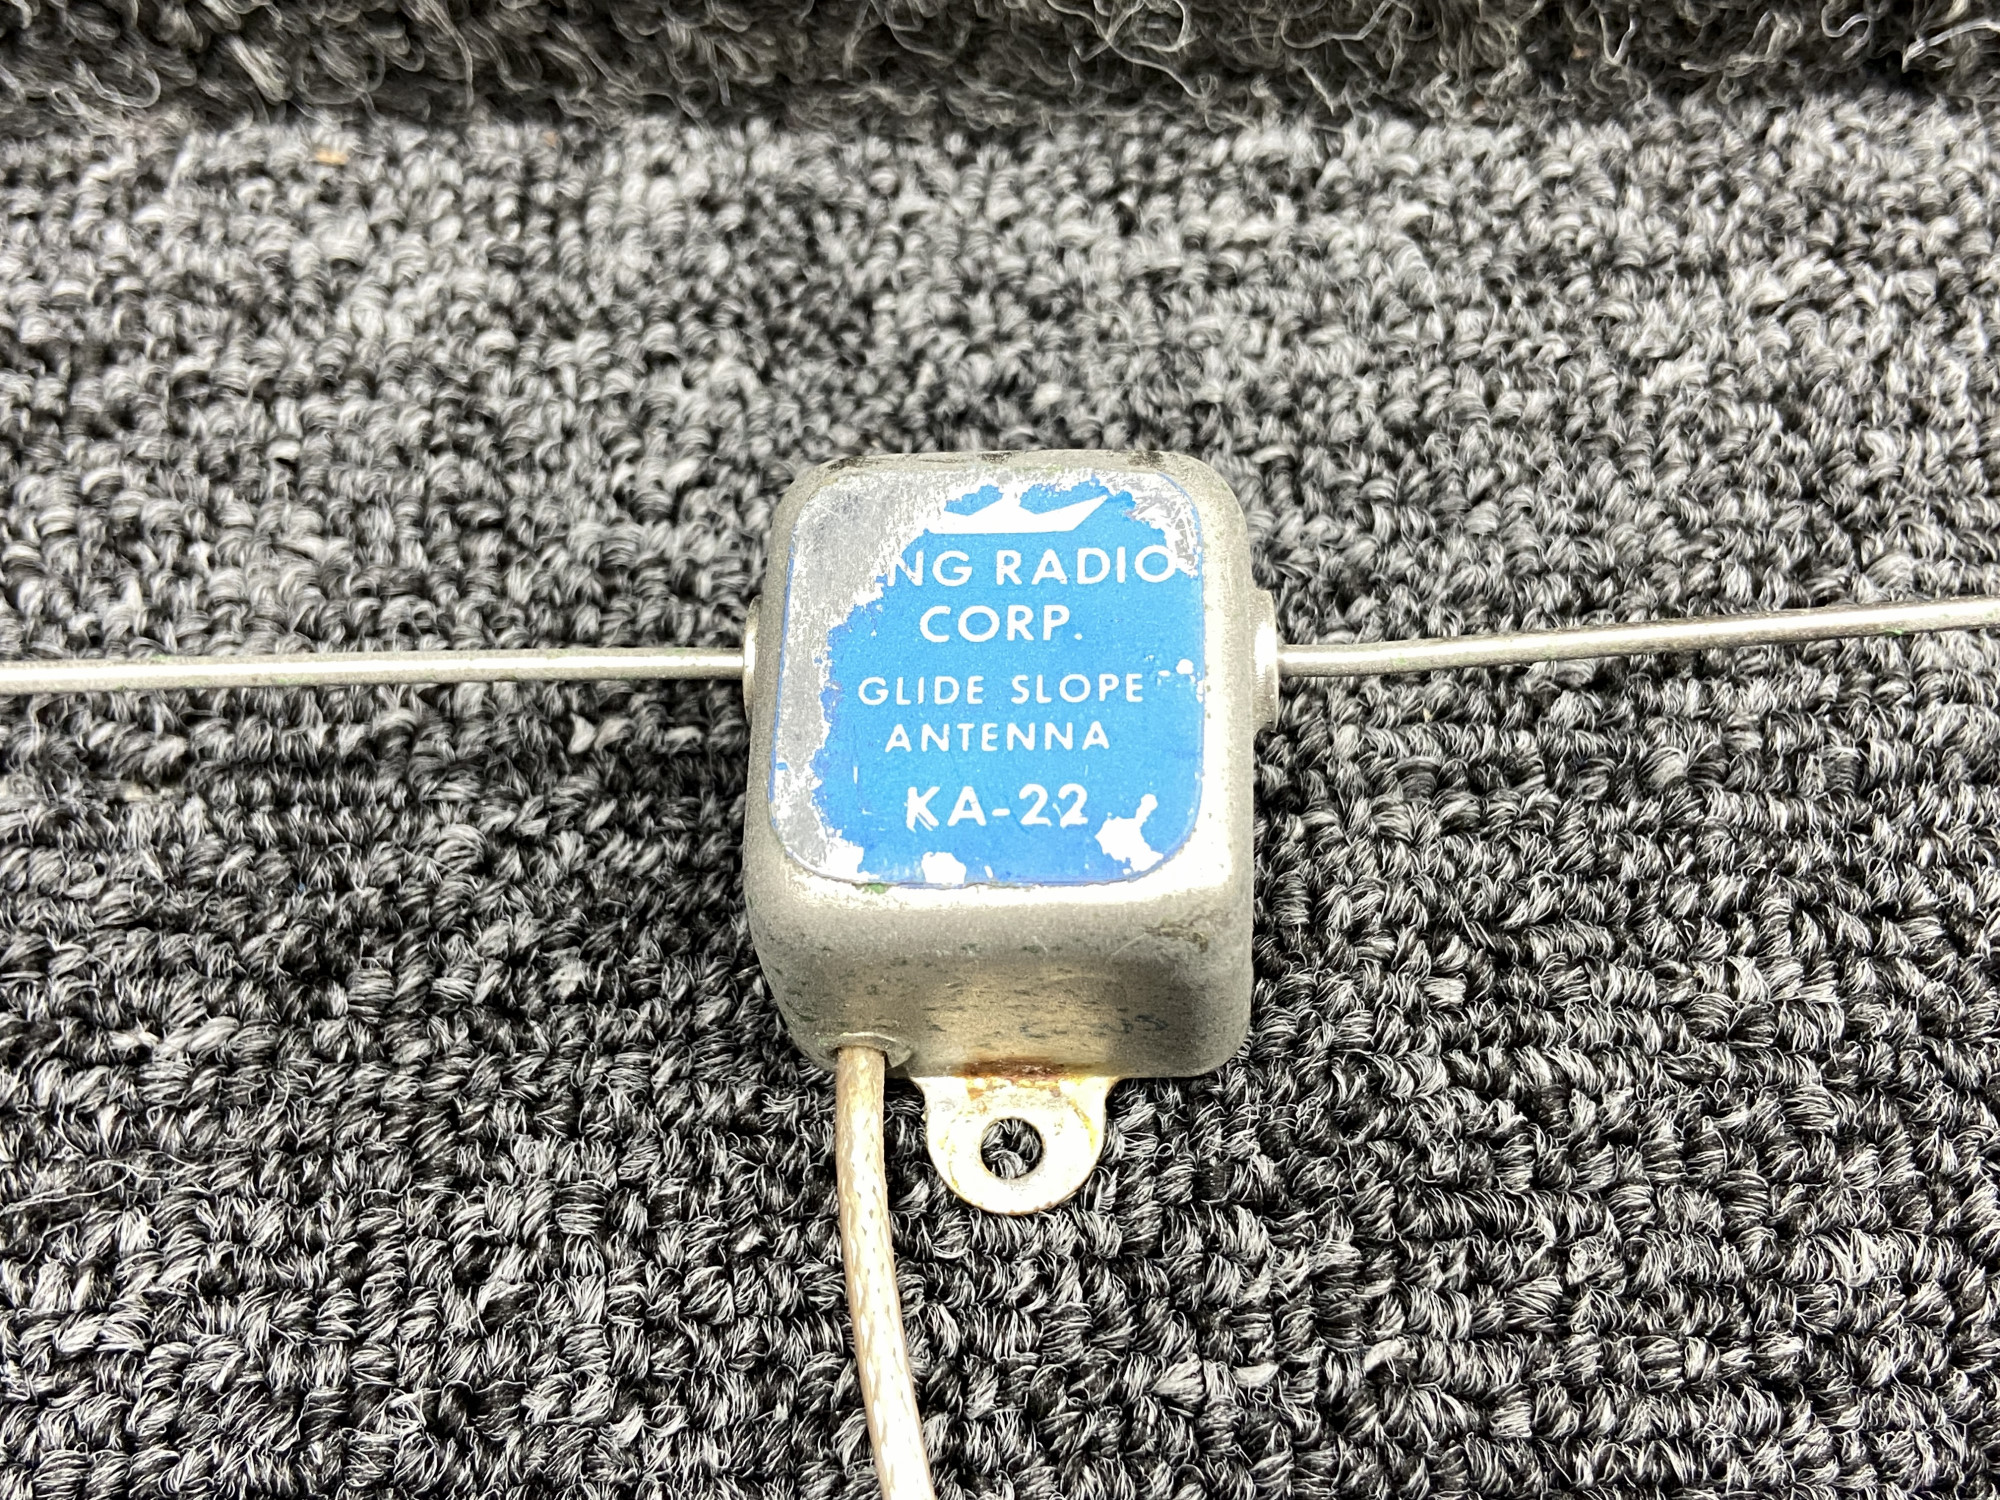 NG RADIO
CORP.
GLIDE SLOPE
ANTENNA
KA-22